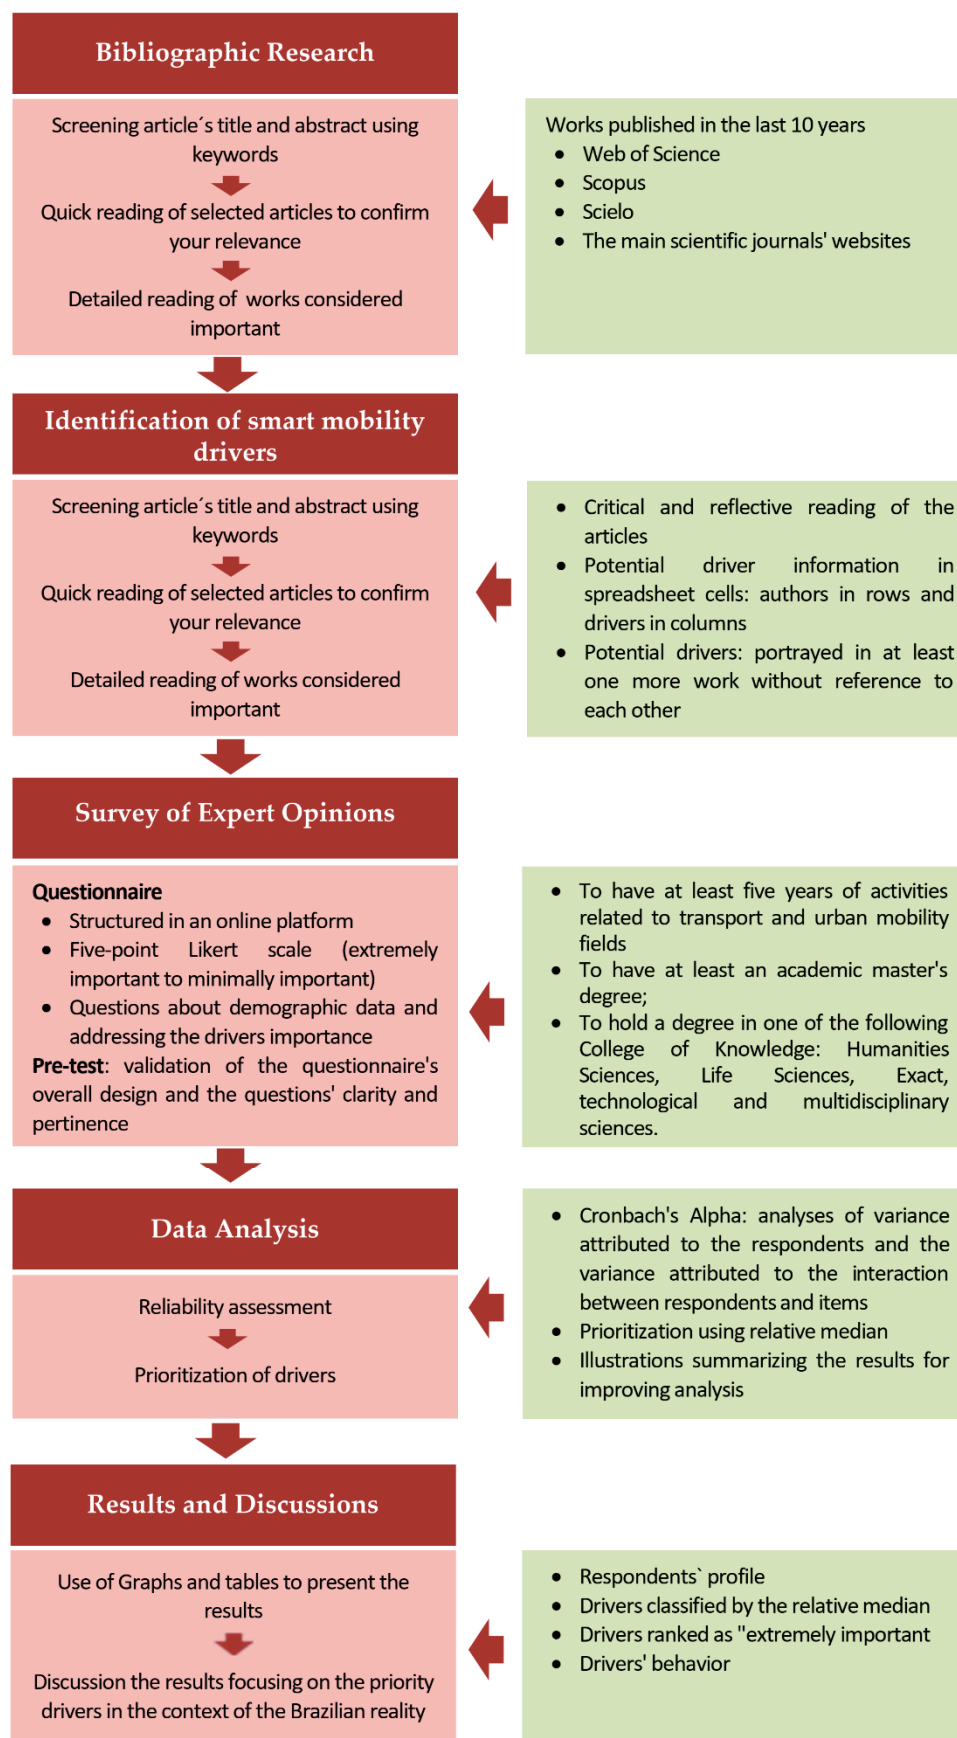 Bibliographic Research
Screening article´s title and abstract using
keywords
Quick reading of selected articles to confirm
your relevance
Detailed reading of works considered
important
Works published in the last 10 years
• Web of Science
• Scopus
• Scielo
• The main scientific journals' websites
Identification of smart mobility
drivers
Screening article´s title and abstract using
keywords
Quick reading of selected articles to confirm
your relevance
Detailed reading of works considered
important
• Critical and reflective reading of the
articles
• Potential driver information in
spreadsheet cells: authors in rows and
drivers in columns
• Potential drivers: portrayed in at least
one more work without reference to
each other
Survey of Expert Opinions
Questionnaire
• Structured in an online platform
• Five-point Likert scale (extremely
important to minimally important)
• Questions about demographic data and
addressing the drivers importance
Pre-test: validation of the questionnaire's
overall design and the questions' clarity and
pertinence
• To have at least five years of activities
related to transport and urban mobility
fields
• To have at least an academic master's
degree;
• To hold a degree in one of the following
College of Knowledge: Humanities
Sciences, Life Sciences, Exact,
technological and multidisciplinary
sciences.
Data Analysis
Reliability assessment
Prioritization of drivers
• Cronbach's Alpha: analyses of variance
attributed to the respondents and the
variance attributed to the interaction
between respondents and items
• Prioritization using relative median
• Illustrations summarizing the results for
improving analysis
Results and Discussions
Use of Graphs and tables to present the
results
Discussion the results focusing on the priority
drivers in the context of the Brazilian reality
• Respondents` profile
• Drivers classified by the relative median
• Drivers ranked as "extremely important
• Drivers' behavior